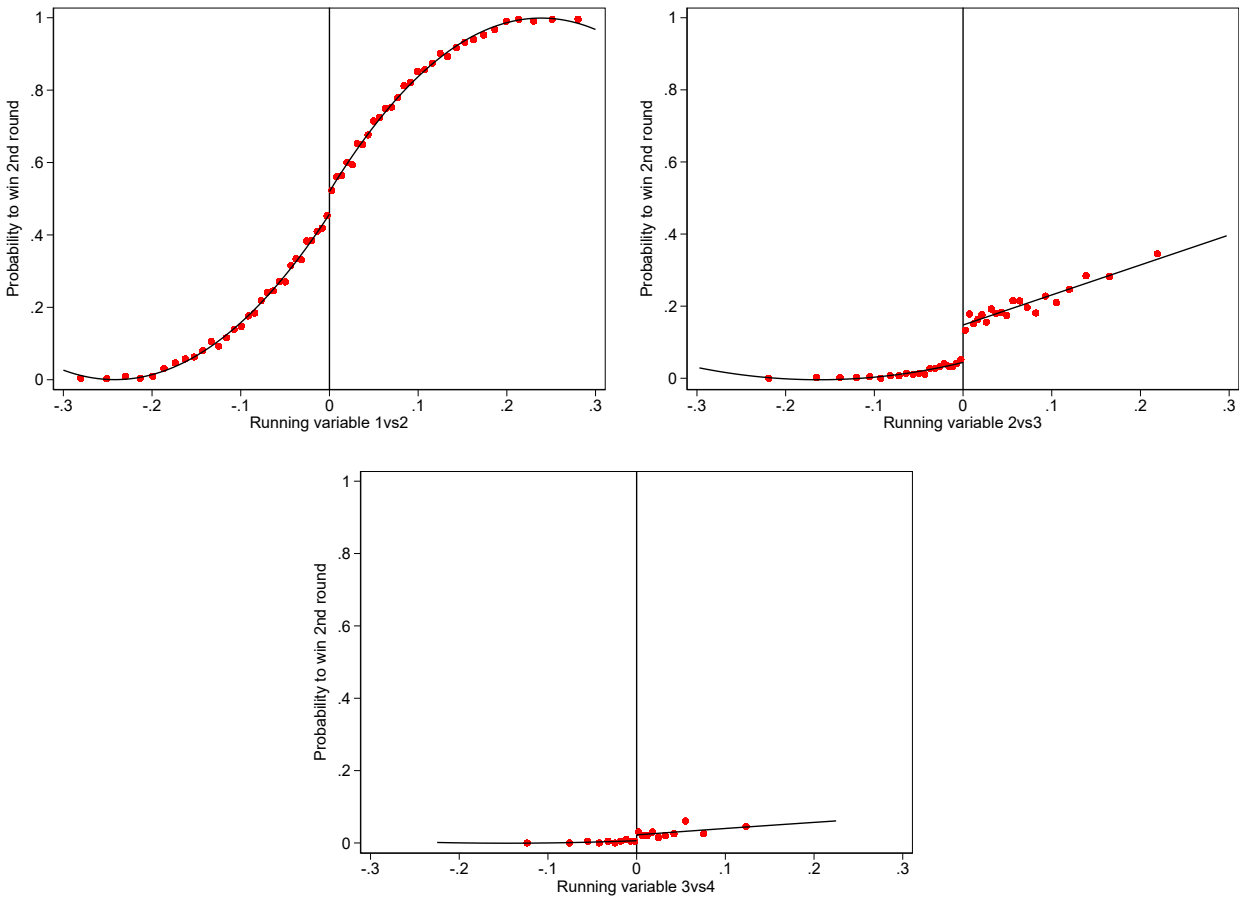 Probability to win 2nd round
1
.8
.6
.4
.2
0
-.3 -.2 -.1 0 .1 .2 .3
Running variable 1vs2
Probability to win 2nd round
1
.8
.6
.4
.2
0
-.3 -.2 -.1 0 .1 .2 .3
Running variable 2vs3
Probability to win 2nd round
1
.8
.6
.4
.2
0
-.3 -.2 -.1 0 .1 .2 .3
Running variable 3vs4